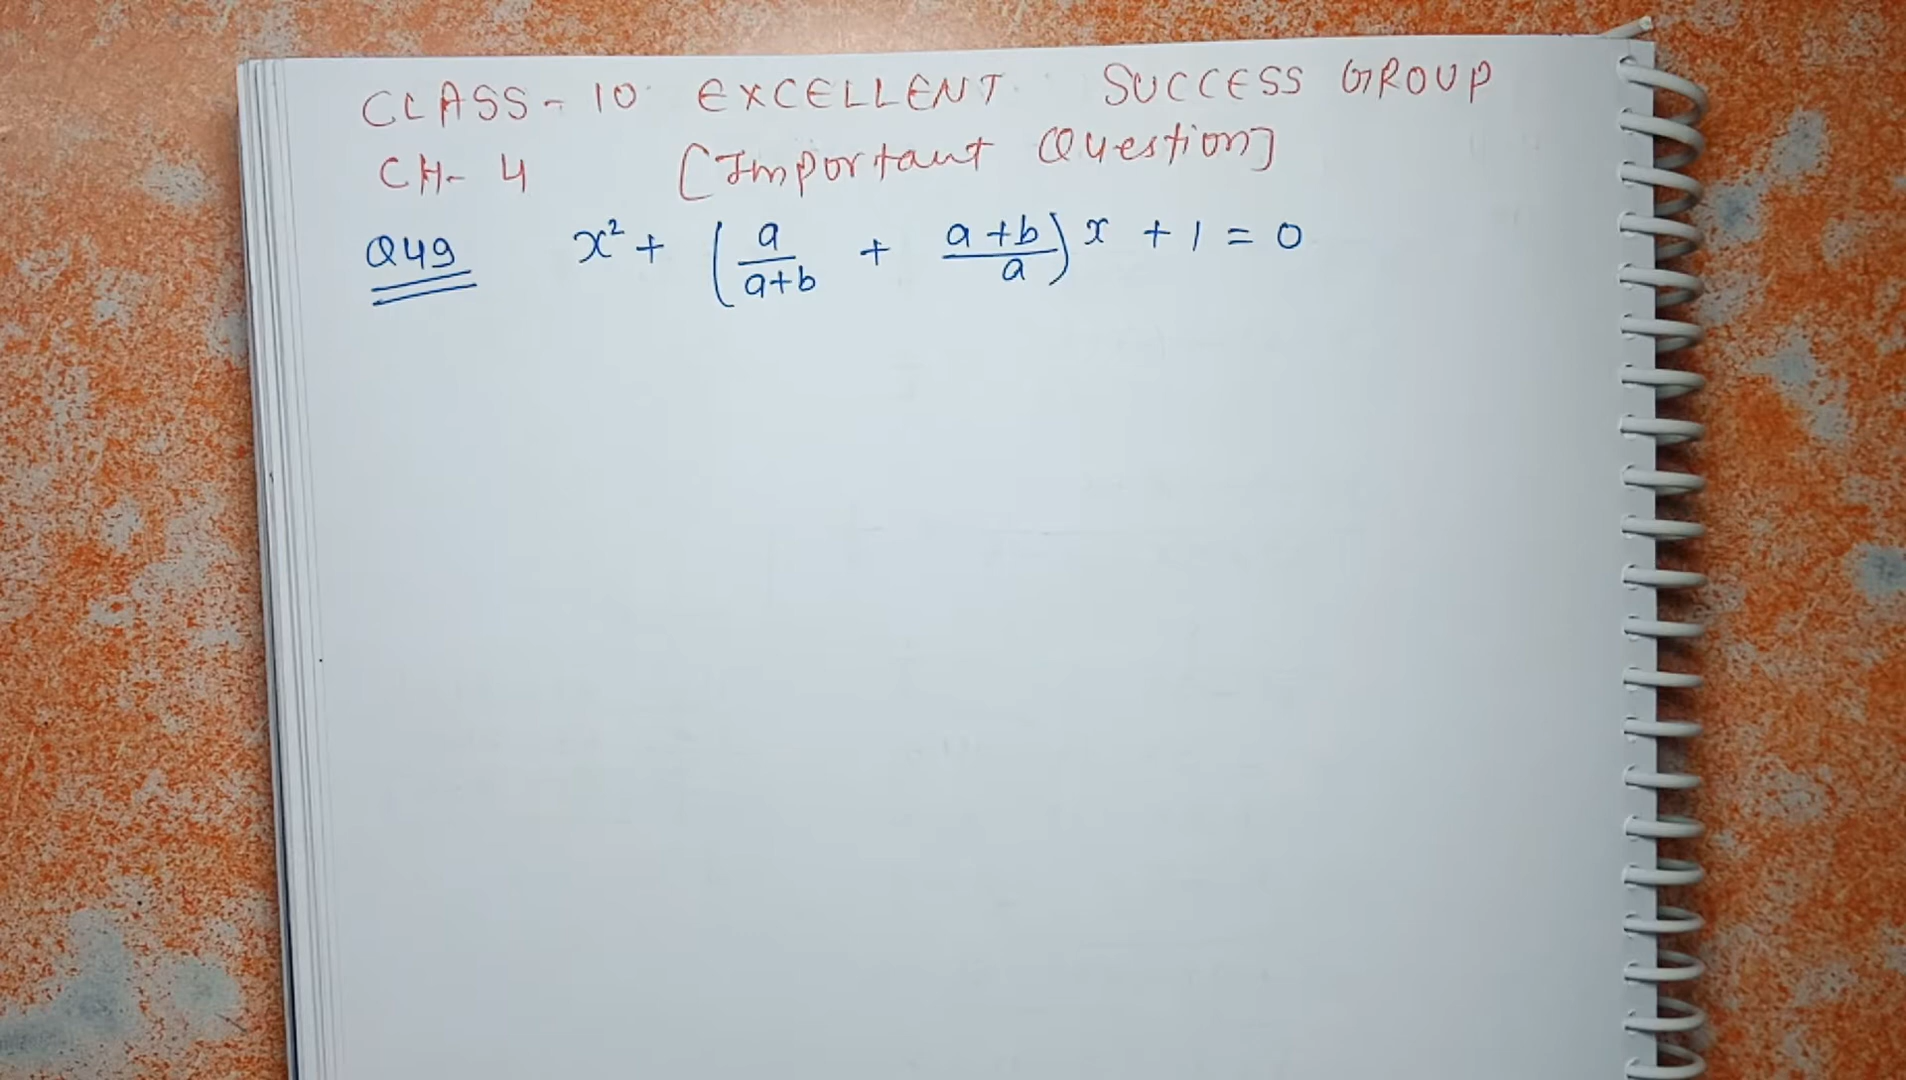 CLASS-10 EXCELLENT SUCCESS GROUP
CH-4 [Important Question]
Q49 x² + (a/(a+b) + (a+b)/a) x + 1 = 0